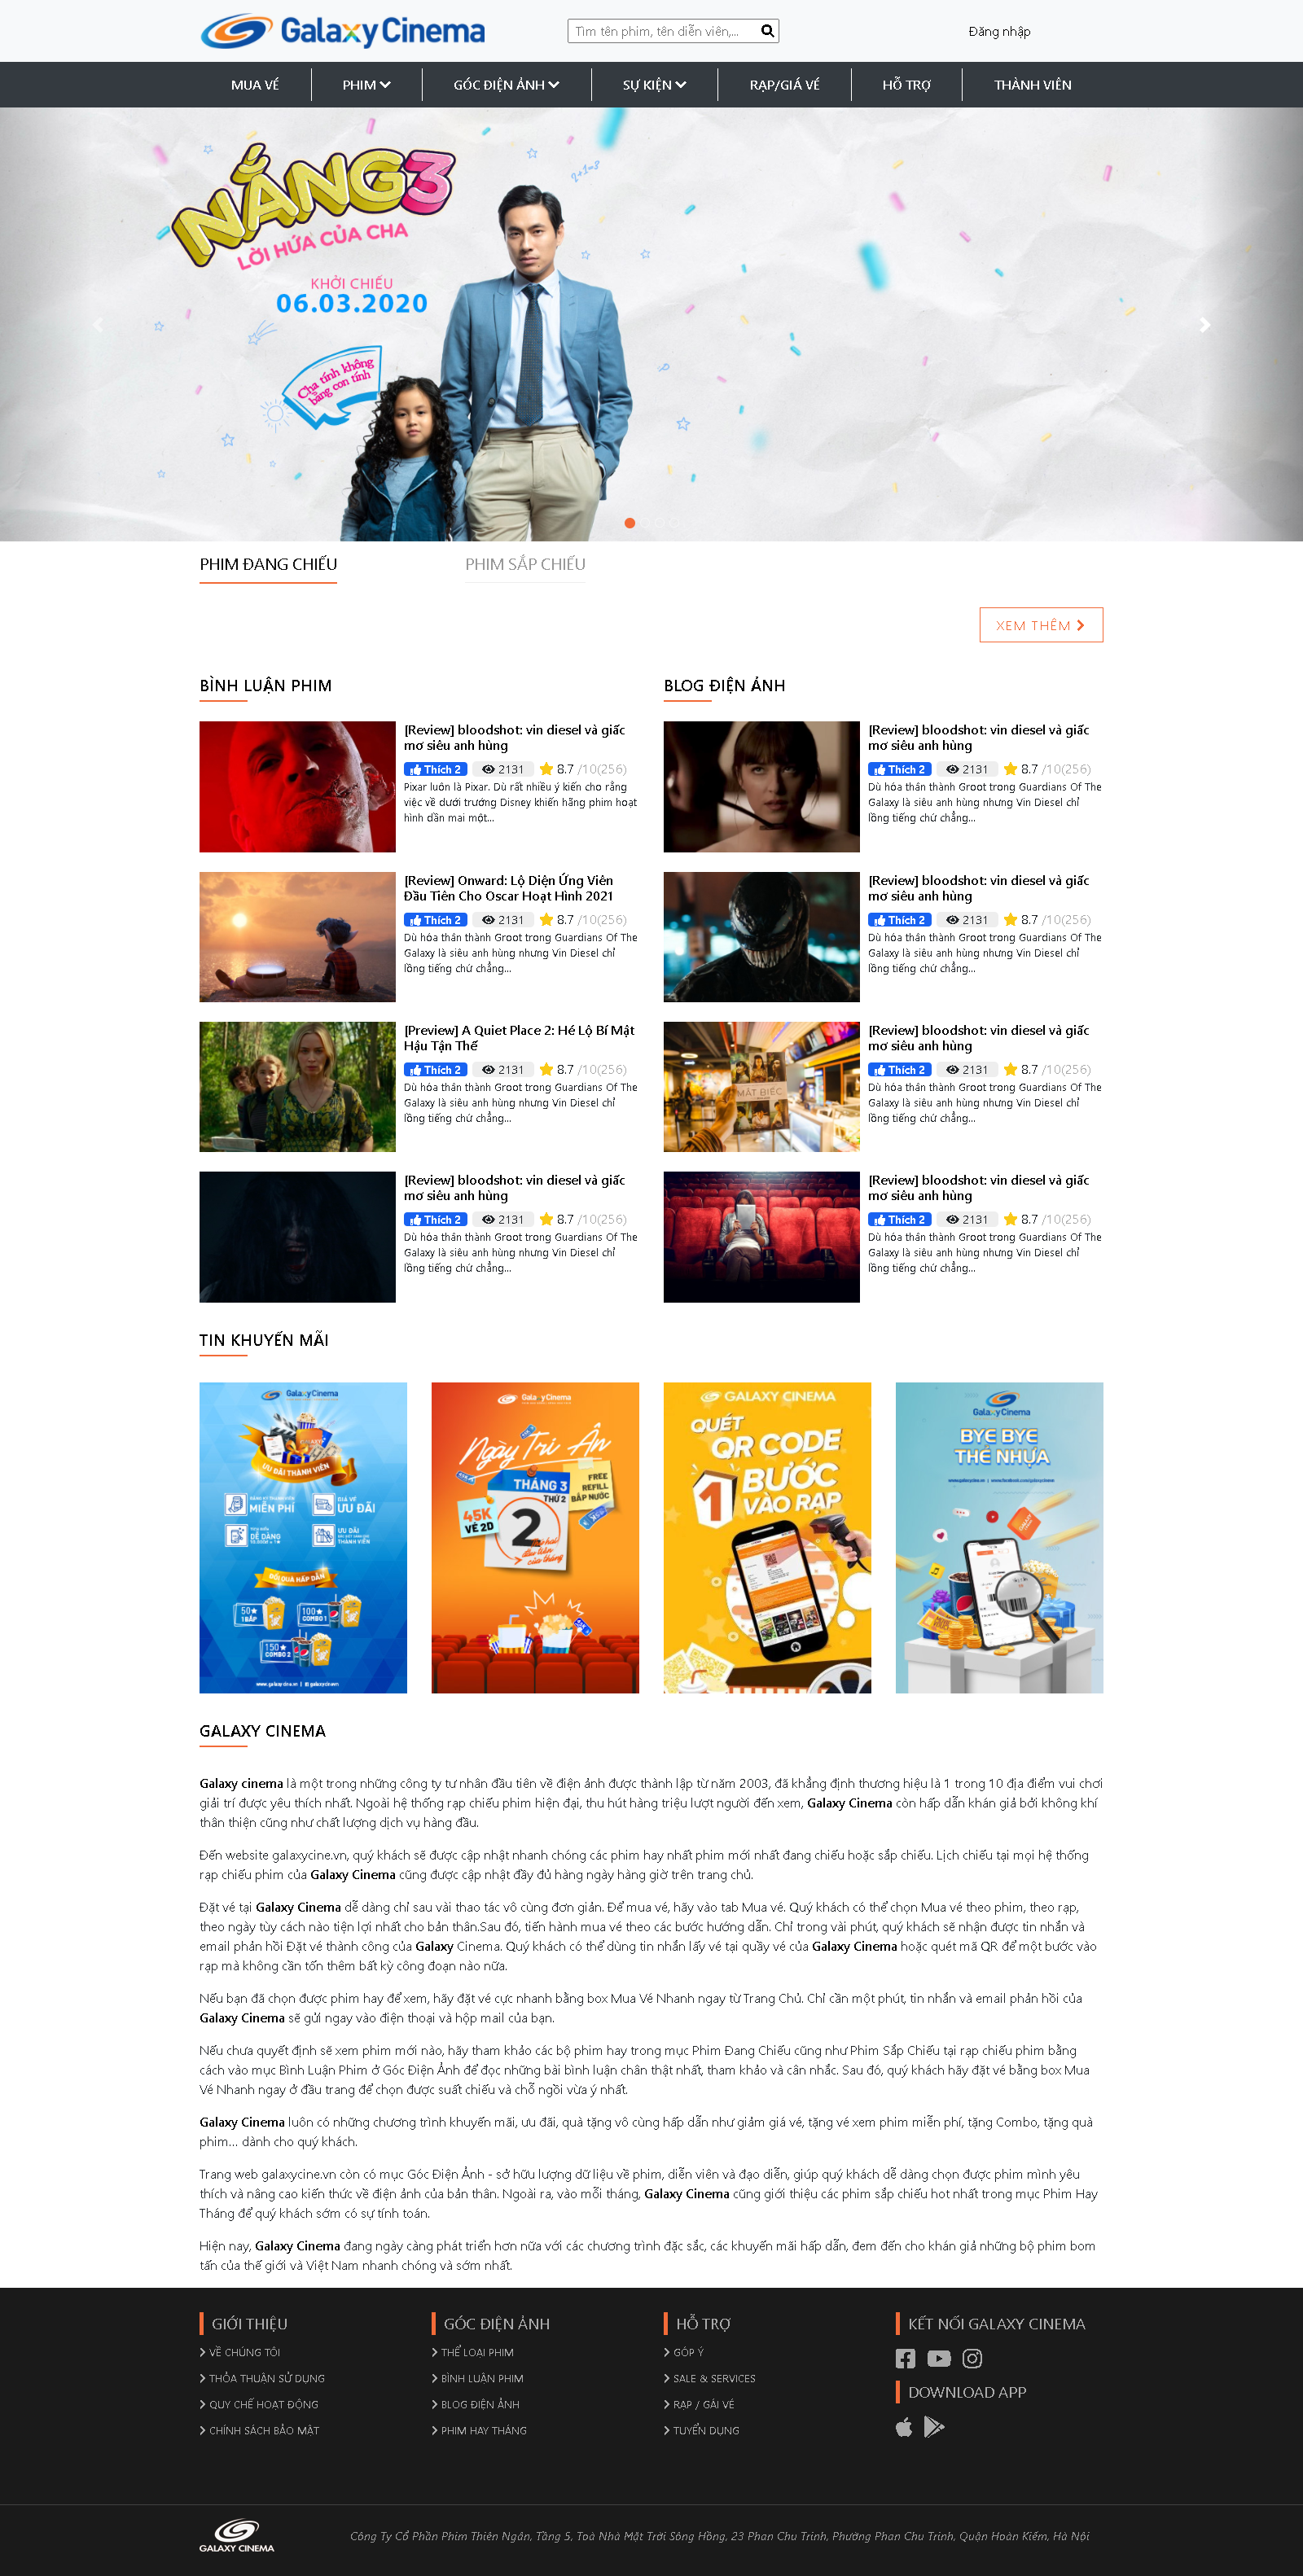 Galaxy Cinema
Tìm tên phim, tên diễn viên,...
Đăng nhập
MUA VÉ
PHIM
GÓC ĐIỆN ẢNH
SỰ KIỆN
RẠP/GIÁ VÉ
HỖ TRỢ
THÀNH VIÊN
NẮNG 3
LỜI HỨA CỦA CHA
KHỞI CHIẾU
06.03.2020
Cha tính không
bằng con tính
PHIM ĐANG CHIẾU
PHIM SẮP CHIẾU
XEM THÊM
BÌNH LUẬN PHIM
[Review] bloodshot: vin diesel và giấc
mơ siêu anh hùng
Thích 2 2131 8.7 /10(256)
Pixar luôn là Pixar. Dù rất nhiều ý kiến cho rằng
việc về dưới trướng Disney khiến hãng phim hoạt
hình dần mai một...
[Review] Onward: Lộ Diện Ứng Viên
Đầu Tiên Cho Oscar Hoạt Hình 2021
Thích 2 2131 8.7 /10(256)
Dù hóa thân thành Groot trong Guardians Of The
Galaxy là siêu anh hùng nhưng Vin Diesel chỉ
lồng tiếng chứ chẳng...
[Preview] A Quiet Place 2: Hé Lộ Bí Mật
Hậu Tận Thế
Thích 2 2131 8.7 /10(256)
Dù hóa thân thành Groot trong Guardians Of The
Galaxy là siêu anh hùng nhưng Vin Diesel chỉ
lồng tiếng chứ chẳng...
[Review] bloodshot: vin diesel và giấc
mơ siêu anh hùng
Thích 2 2131 8.7 /10(256)
Dù hóa thân thành Groot trong Guardians Of The
Galaxy là siêu anh hùng nhưng Vin Diesel chỉ
lồng tiếng chứ chẳng...
BLOG ĐIỆN ẢNH
[Review] bloodshot: vin diesel và giấc
mơ siêu anh hùng
Thích 2 2131 8.7 /10(256)
Dù hóa thân thành Groot trong Guardians Of The
Galaxy là siêu anh hùng nhưng Vin Diesel chỉ
lồng tiếng chứ chẳng...
[Review] bloodshot: vin diesel và giấc
mơ siêu anh hùng
Thích 2 2131 8.7 /10(256)
Dù hóa thân thành Groot trong Guardians Of The
Galaxy là siêu anh hùng nhưng Vin Diesel chỉ
lồng tiếng chứ chẳng...
MẮT BIẾC
[Review] bloodshot: vin diesel và giấc
mơ siêu anh hùng
Thích 2 2131 8.7 /10(256)
Dù hóa thân thành Groot trong Guardians Of The
Galaxy là siêu anh hùng nhưng Vin Diesel chỉ
lồng tiếng chứ chẳng...
[Review] bloodshot: vin diesel và giấc
mơ siêu anh hùng
Thích 2 2131 8.7 /10(256)
Dù hóa thân thành Groot trong Guardians Of The
Galaxy là siêu anh hùng nhưng Vin Diesel chỉ
lồng tiếng chứ chẳng...
TIN KHUYẾN MÃI
Galaxy Cinema
ƯU ĐÃI THÀNH VIÊN
MIỄN PHÍ
GIÁ VÉ
ƯU ĐÃI
DỄ DÀNG
ƯU ĐÃI
THÀNH VIÊN
ĐỔI QUÀ HẤP DẪN
50
1 BẮP
100
COMBO 1
150
COMBO 2
Galaxy Cinema
Ngày Tri Ân
THÁNG 3
THỨ 2
2
FREE
REFILL
BẮP NƯỚC
45K
VÉ 2D
GALAXY CINEMA
QUÉT
QR CODE
1 BƯỚC
VÀO RẠP
Galaxy Cinema
BYE BYE
THẺ NHỰA
GALAXY CINEMA
Galaxy cinema là một trong những công ty tư nhân đầu tiên về điện ảnh được thành lập từ năm 2003, đã khẳng định thương hiệu là 1 trong 10 địa điểm vui chơi
giải trí được yêu thích nhất. Ngoài hệ thống rạp chiếu phim hiện đại, thu hút hàng triệu lượt người đến xem, Galaxy Cinema còn hấp dẫn khán giả bởi không khí
thân thiện cũng như chất lượng dịch vụ hàng đầu.
Đến website galaxycine.vn, quý khách sẽ được cập nhật nhanh chóng các phim hay nhất phim mới nhất đang chiếu hoặc sắp chiếu. Lịch chiếu tại mọi hệ thống
rạp chiếu phim của Galaxy Cinema cũng được cập nhật đầy đủ hàng ngày hàng giờ trên trang chủ.
Đặt vé tại Galaxy Cinema dễ dàng chỉ sau vài thao tác vô cùng đơn giản. Để mua vé, hãy vào tab Mua vé. Quý khách có thể chọn Mua vé theo phim, theo rạp,
theo ngày tùy cách nào tiện lợi nhất cho bản thân.Sau đó, tiến hành mua vé theo các bước hướng dẫn. Chỉ trong vài phút, quý khách sẽ nhận được tin nhắn và
email phản hồi Đặt vé thành công của Galaxy Cinema. Quý khách có thể dùng tin nhắn lấy vé tại quầy vé của Galaxy Cinema hoặc quét mã QR để một bước vào
rạp mà không cần tốn thêm bất kỳ công đoạn nào nữa.
Nếu bạn đã chọn được phim hay để xem, hãy đặt vé cực nhanh bằng box Mua Vé Nhanh ngay từ Trang Chủ. Chỉ cần một phút, tin nhắn và email phản hồi của
Galaxy Cinema sẽ gửi ngay vào điện thoại và hộp mail của bạn.
Nếu chưa quyết định sẽ xem phim mới nào, hãy tham khảo các bộ phim hay trong mục Phim Đang Chiếu cũng như Phim Sắp Chiếu tại rạp chiếu phim bằng
cách vào mục Bình Luận Phim ở Góc Điện Ảnh để đọc những bài bình luận chân thật nhất, tham khảo và cân nhắc. Sau đó, quý khách hãy đặt vé bằng box Mua
Vé Nhanh ngay ở đầu trang để chọn được suất chiếu và chỗ ngồi vừa ý nhất.
Galaxy Cinema luôn có những chương trình khuyến mãi, ưu đãi, quà tặng vô cùng hấp dẫn như giảm giá vé, tặng vé xem phim miễn phí, tặng Combo, tặng quà
phim… dành cho quý khách.
Trang web galaxycine.vn còn có mục Góc Điện Ảnh - sở hữu lượng dữ liệu về phim, diễn viên và đạo diễn, giúp quý khách dễ dàng chọn được phim mình yêu
thích và nâng cao kiến thức về điện ảnh của bản thân. Ngoài ra, vào mỗi tháng, Galaxy Cinema cũng giới thiệu các phim sắp chiếu hot nhất trong mục Phim Hay
Tháng để quý khách sớm có sự tính toán.
Hiện nay, Galaxy Cinema đang ngày càng phát triển hơn nữa với các chương trình đặc sắc, các khuyến mãi hấp dẫn, đem đến cho khán giả những bộ phim bom
tấn của thế giới và Việt Nam nhanh chóng và sớm nhất.
GIỚI THIỆU
VỀ CHÚNG TÔI
THỎA THUẬN SỬ DỤNG
QUY CHẾ HOẠT ĐỘNG
CHÍNH SÁCH BẢO MẬT
GÓC ĐIỆN ẢNH
THỂ LOẠI PHIM
BÌNH LUẬN PHIM
BLOG ĐIỆN ẢNH
PHIM HAY THÁNG
HỖ TRỢ
GÓP Ý
SALE & SERVICES
RẠP / GÁI VÉ
TUYỂN DỤNG
KẾT NỐI GALAXY CINEMA
DOWNLOAD APP
GALAXY CINEMA
Công Ty Cổ Phần Phim Thiên Ngân, Tầng 5, Toà Nhà Mặt Trời Sông Hồng, 23 Phan Chu Trinh, Phường Phan Chu Trinh, Quận Hoàn Kiếm, Hà Nội